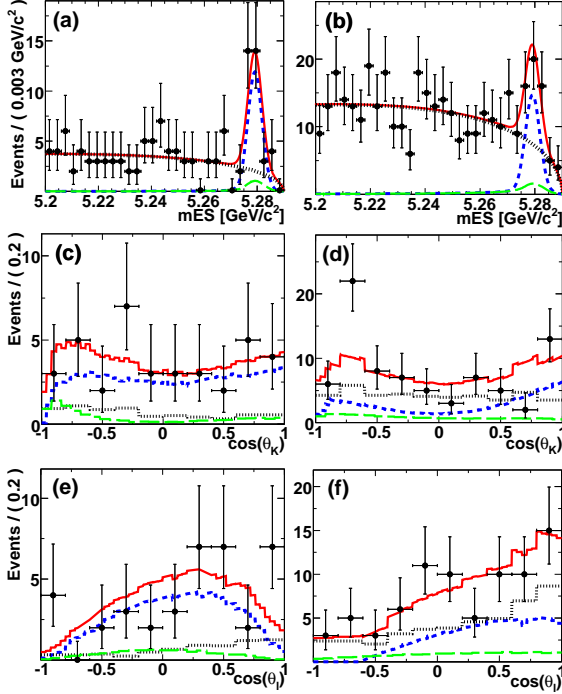 (a)
Events / ( 0.003 GeV/c² )
15
10
5
0
5.2 5.22 5.24 5.26 5.28
mES [GeV/c²]
(b)
20
10
0
5.2 5.22 5.24 5.26 5.28
mES [GeV/c²]
(c)
Events / ( 0.2 )
10
5
0
-1 -0.5 0 0.5 1
cos(θK)
(d)
20
10
0
-1 -0.5 0 0.5 1
cos(θK)
(e)
Events / ( 0.2 )
10
5
0
-1 -0.5 0 0.5 1
cos(θl)
(f)
20
15
10
5
0
-1 -0.5 0 0.5 1
cos(θl)